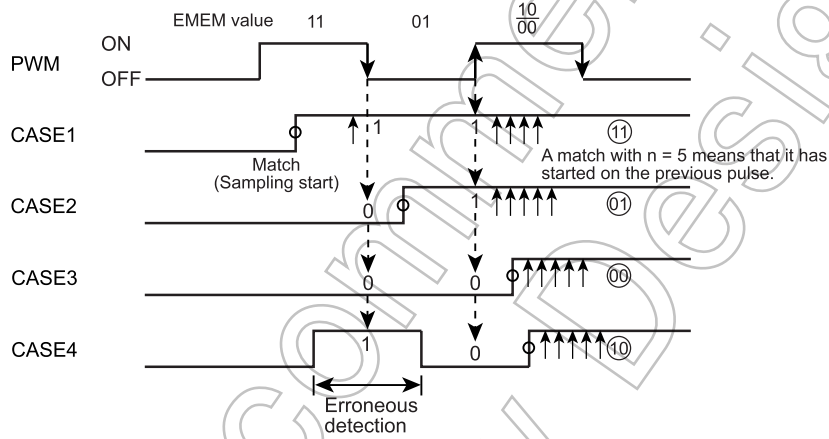 EMEM value 11 01 10
00
PWM ON
OFF
CASE1 1 1 11
Match
(Sampling start)
A match with n = 5 means that it has
started on the previous pulse.
CASE2 0 1 01
CASE3 0 0 00
CASE4 1 0 10
Erroneous
detection